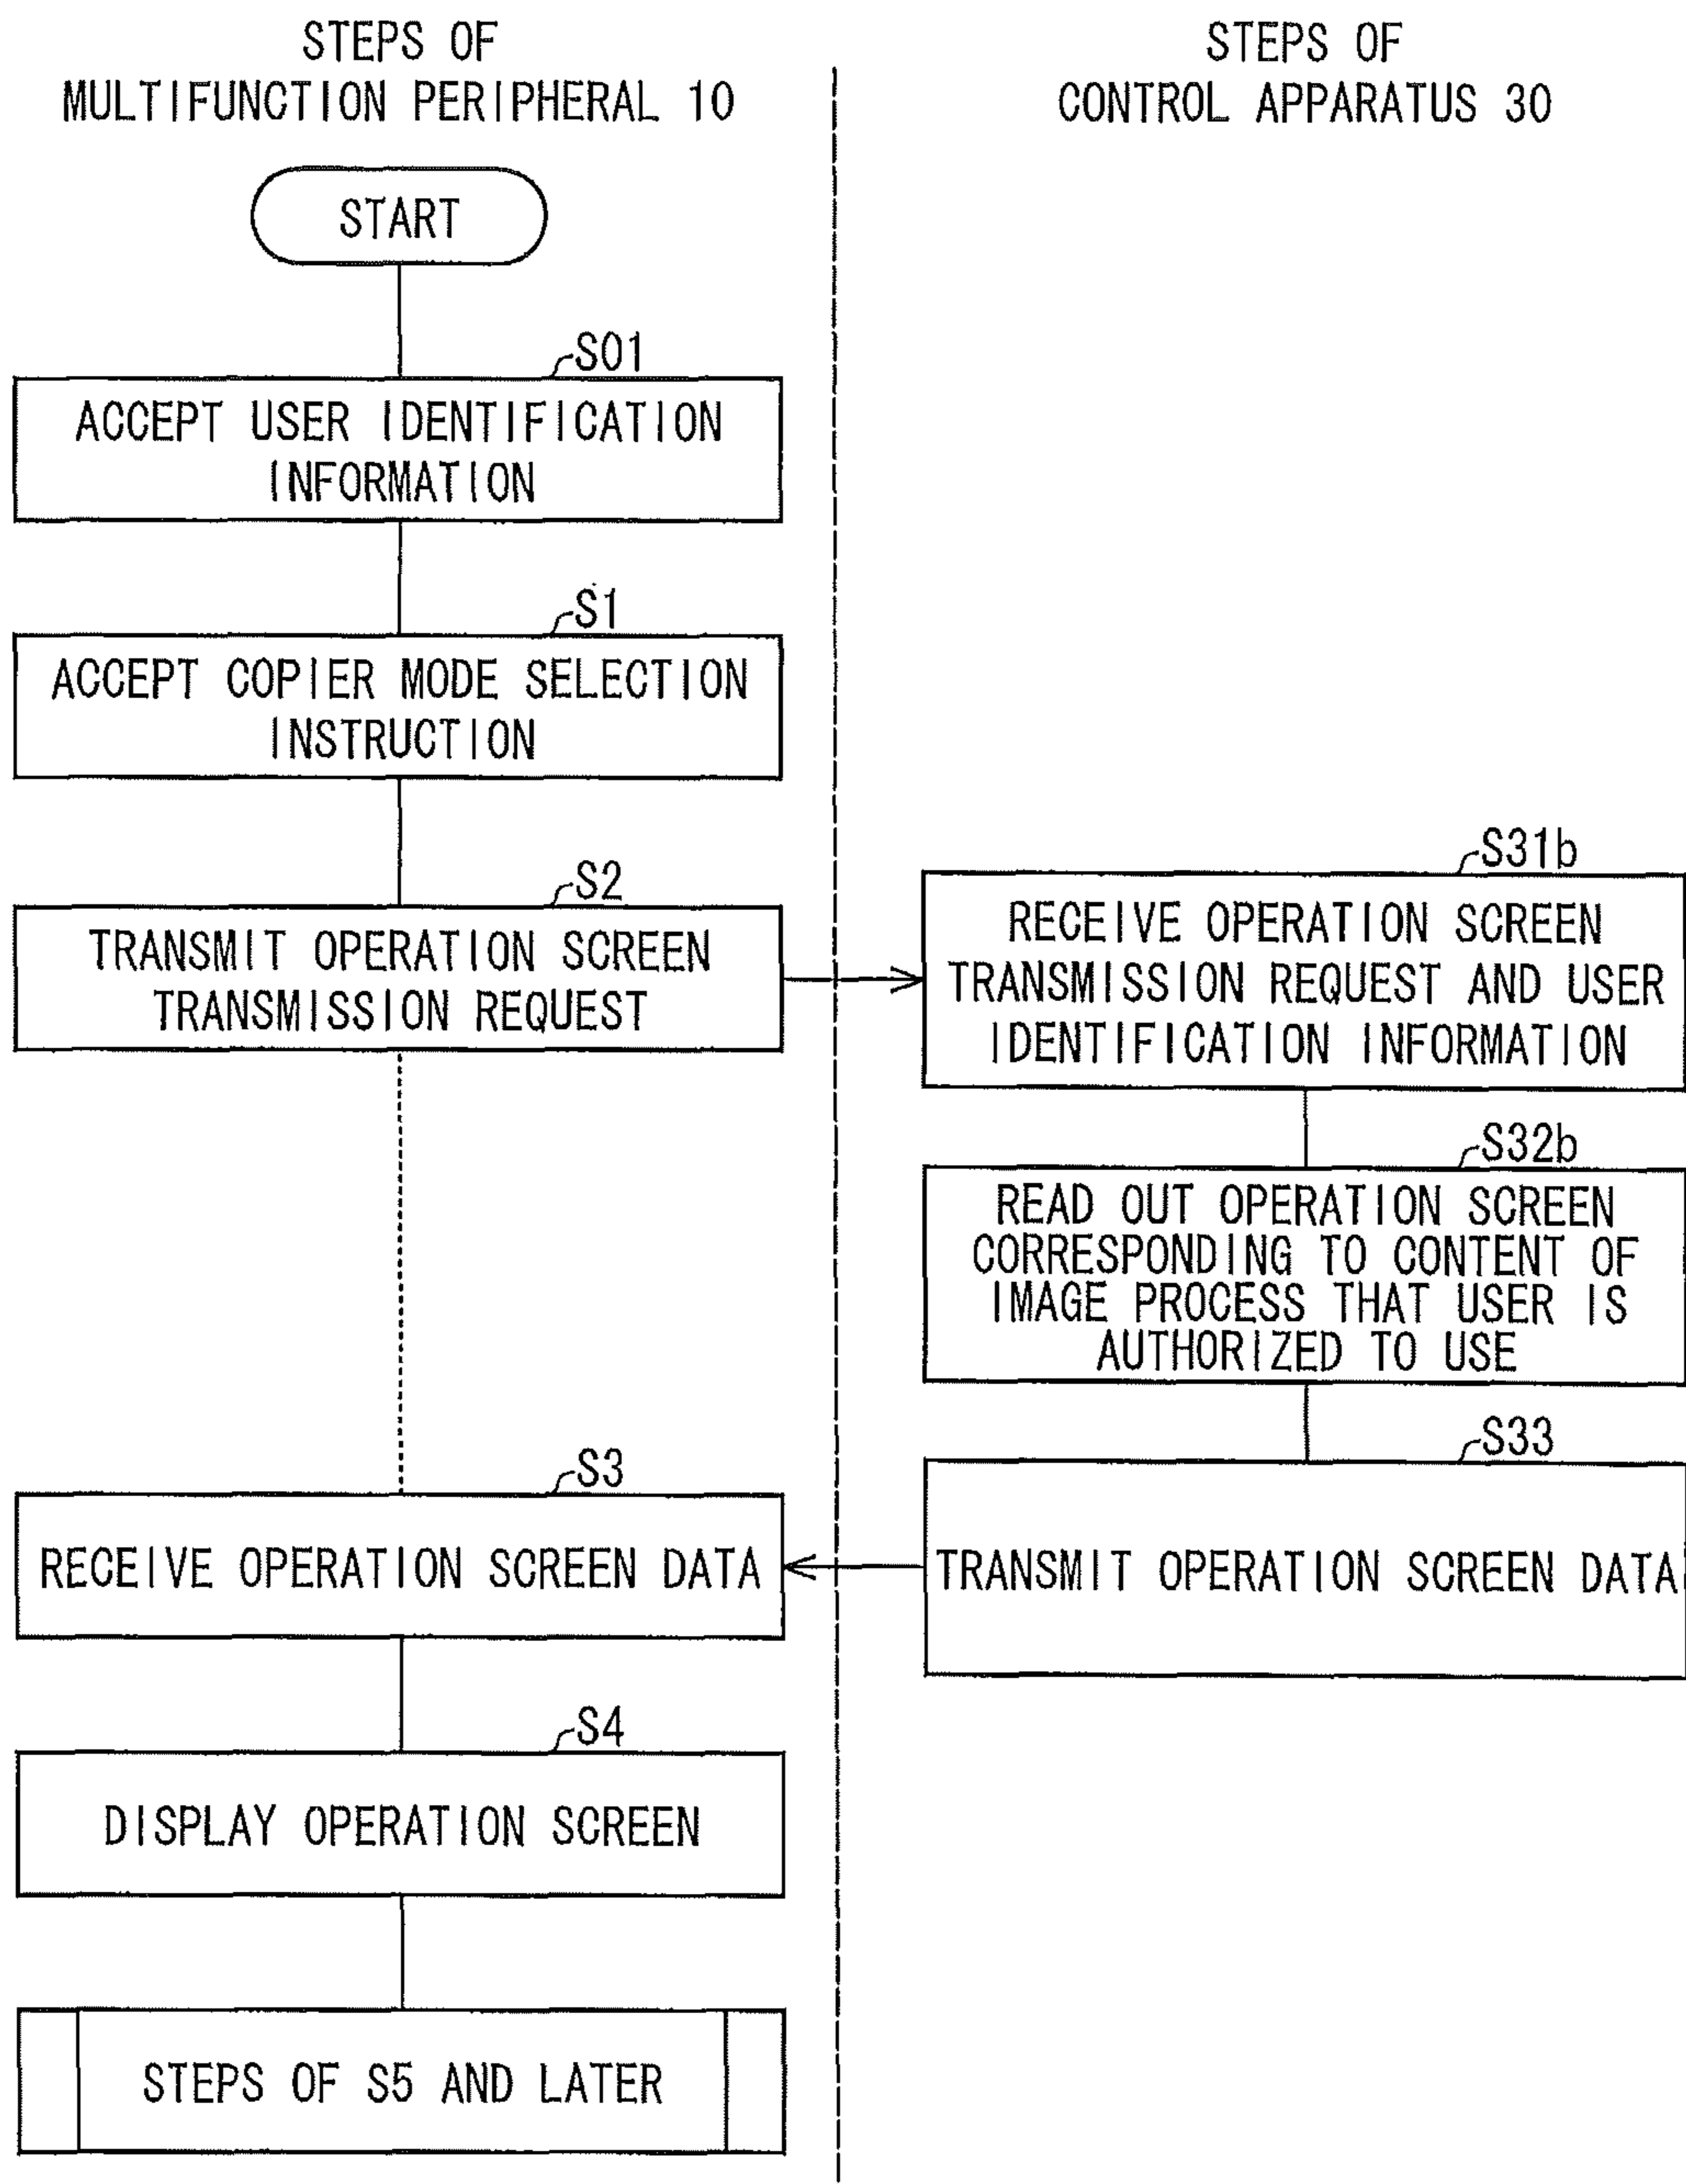 STEPS OF
MULTIFUNCTION PERIPHERAL 10
STEPS OF
CONTROL APPARATUS 30
START
S01
ACCEPT USER IDENTIFICATION
INFORMATION
S1
ACCEPT COPIER MODE SELECTION
INSTRUCTION
S2
TRANSMIT OPERATION SCREEN
TRANSMISSION REQUEST
S31b
RECEIVE OPERATION SCREEN
TRANSMISSION REQUEST AND USER
IDENTIFICATION INFORMATION
S32b
READ OUT OPERATION SCREEN
CORRESPONDING TO CONTENT OF
IMAGE PROCESS THAT USER IS
AUTHORIZED TO USE
S33
TRANSMIT OPERATION SCREEN DATA
S3
RECEIVE OPERATION SCREEN DATA
S4
DISPLAY OPERATION SCREEN
STEPS OF S5 AND LATER